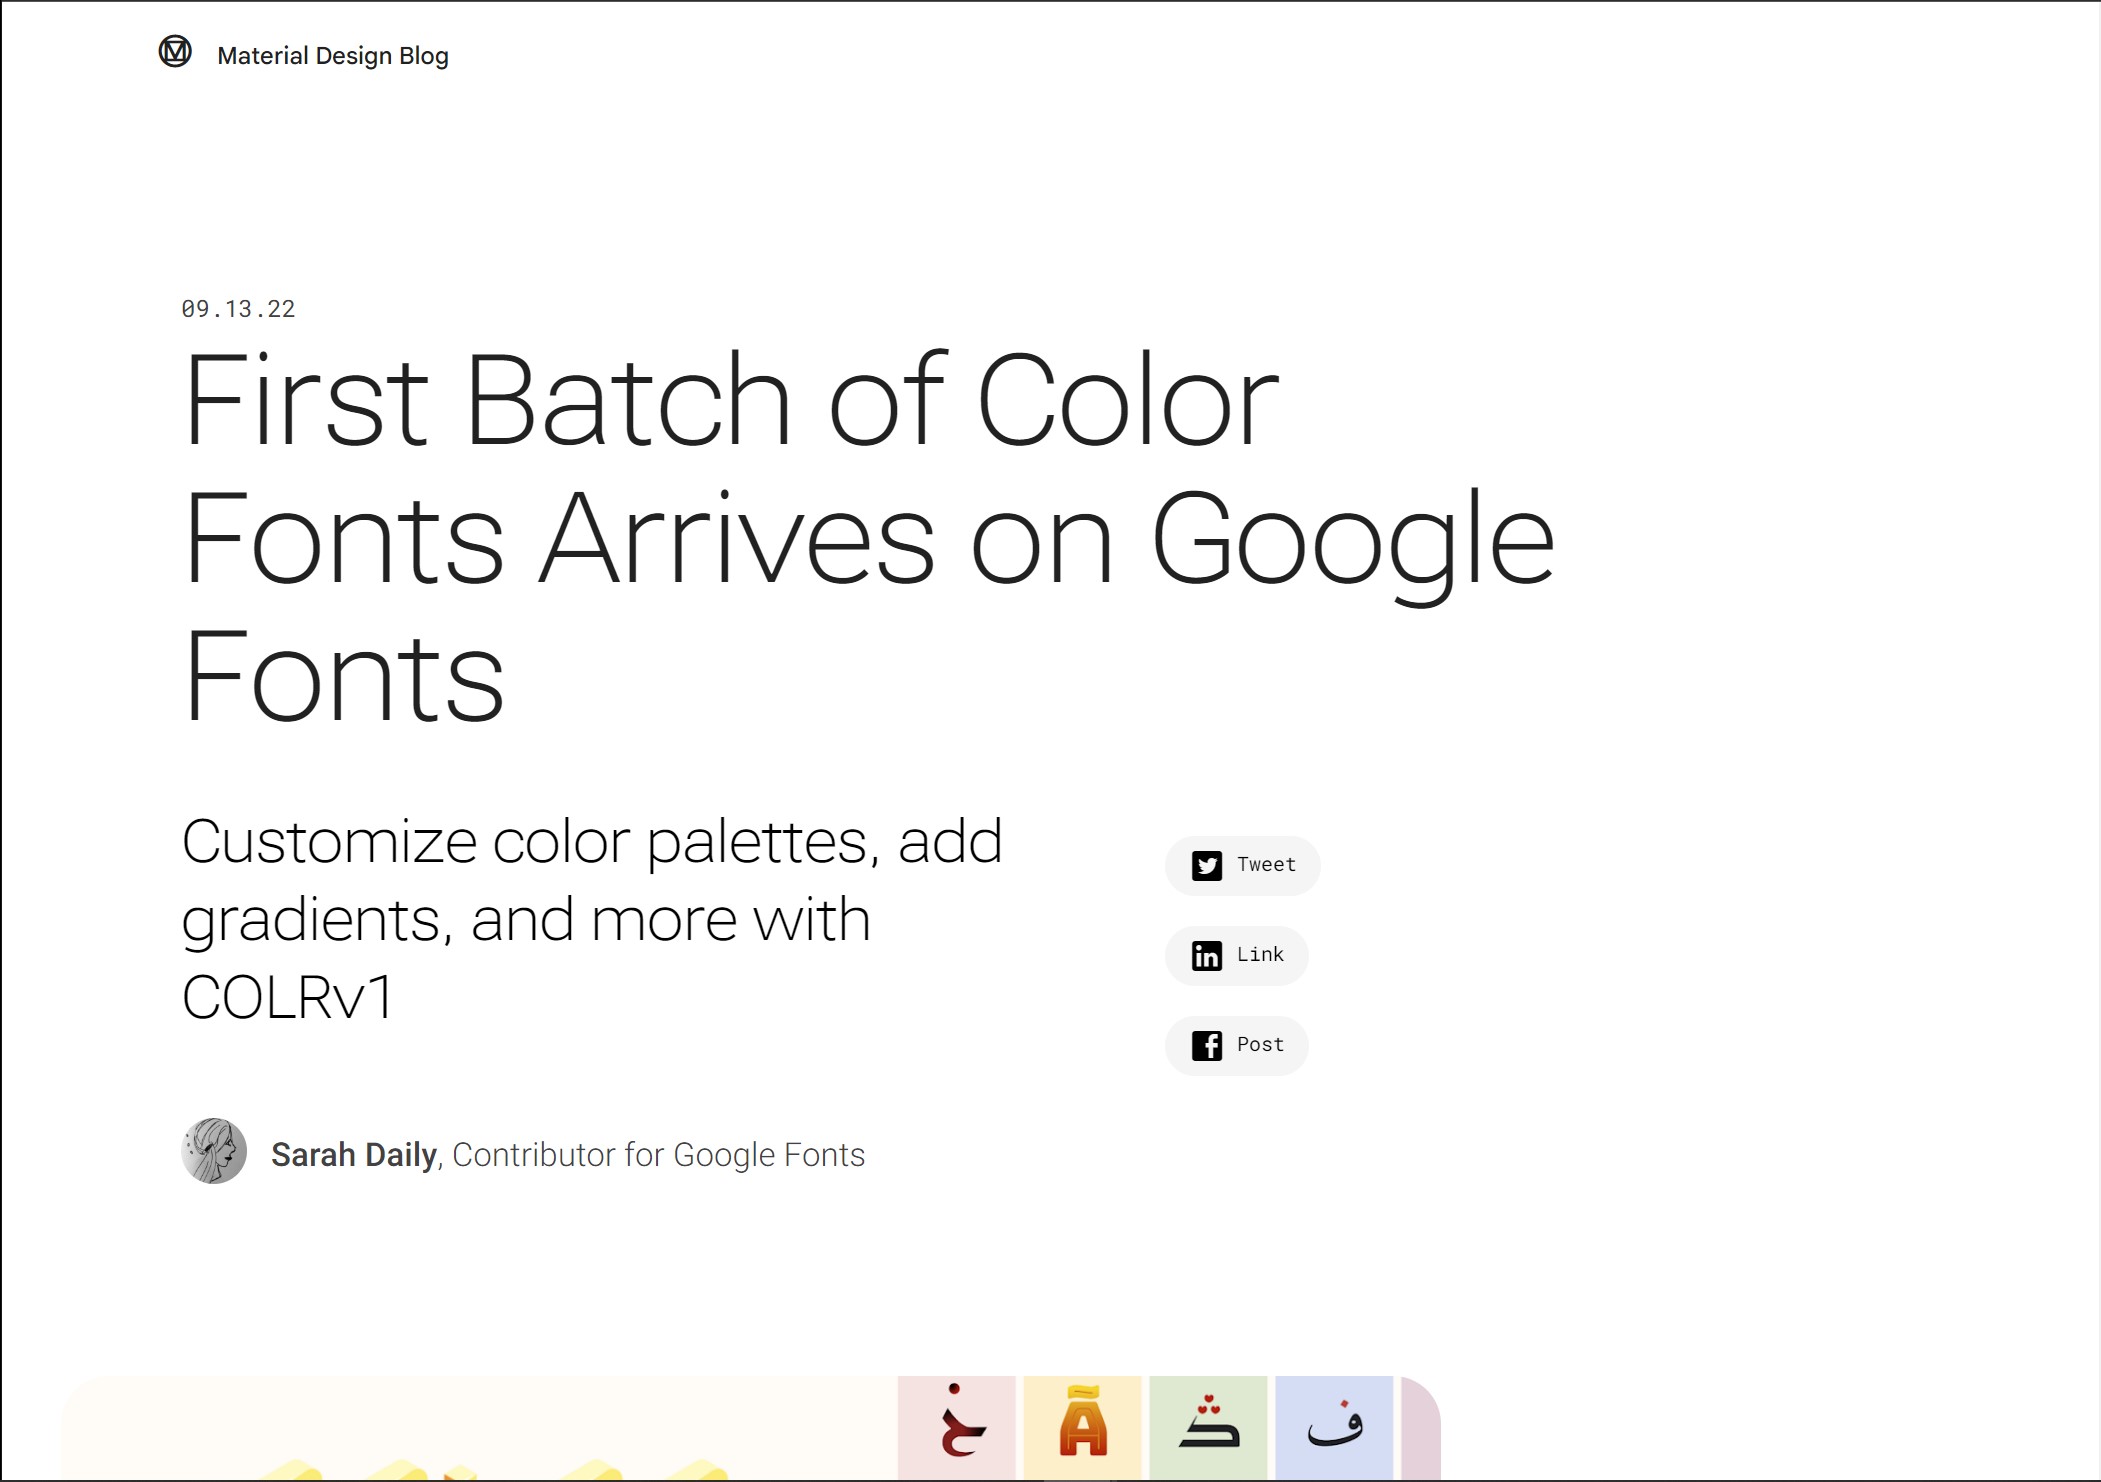 Material Design Blog
09.13.22
First Batch of Color
Fonts Arrives on Google
Fonts
Customize color palettes, add
gradients, and more with
COLRv1
Tweet
Link
Post
Sarah Daily, Contributor for Google Fonts
خ Ã ف